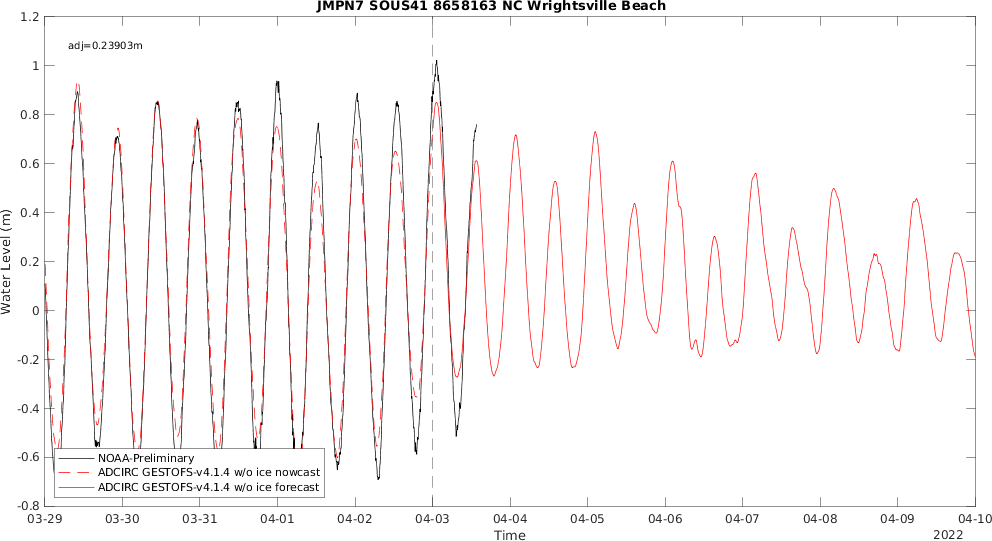 JMPN7 SOUS41 8658163 NC Wrightsville Beach
adj=0.23903m
1.2
1
0.8
0.6
0.4
0.2
0
-0.2
-0.4
-0.6
-0.8
Water Level (m)
NOAA-Preliminary
ADCIRC GESTOFS-v4.1.4 w/o ice nowcast
ADCIRC GESTOFS-v4.1.4 w/o ice forecast
03-29 03-30 03-31 04-01 04-02 04-03 04-04 04-05 04-06 04-07 04-08 04-09 04-10
Time
2022